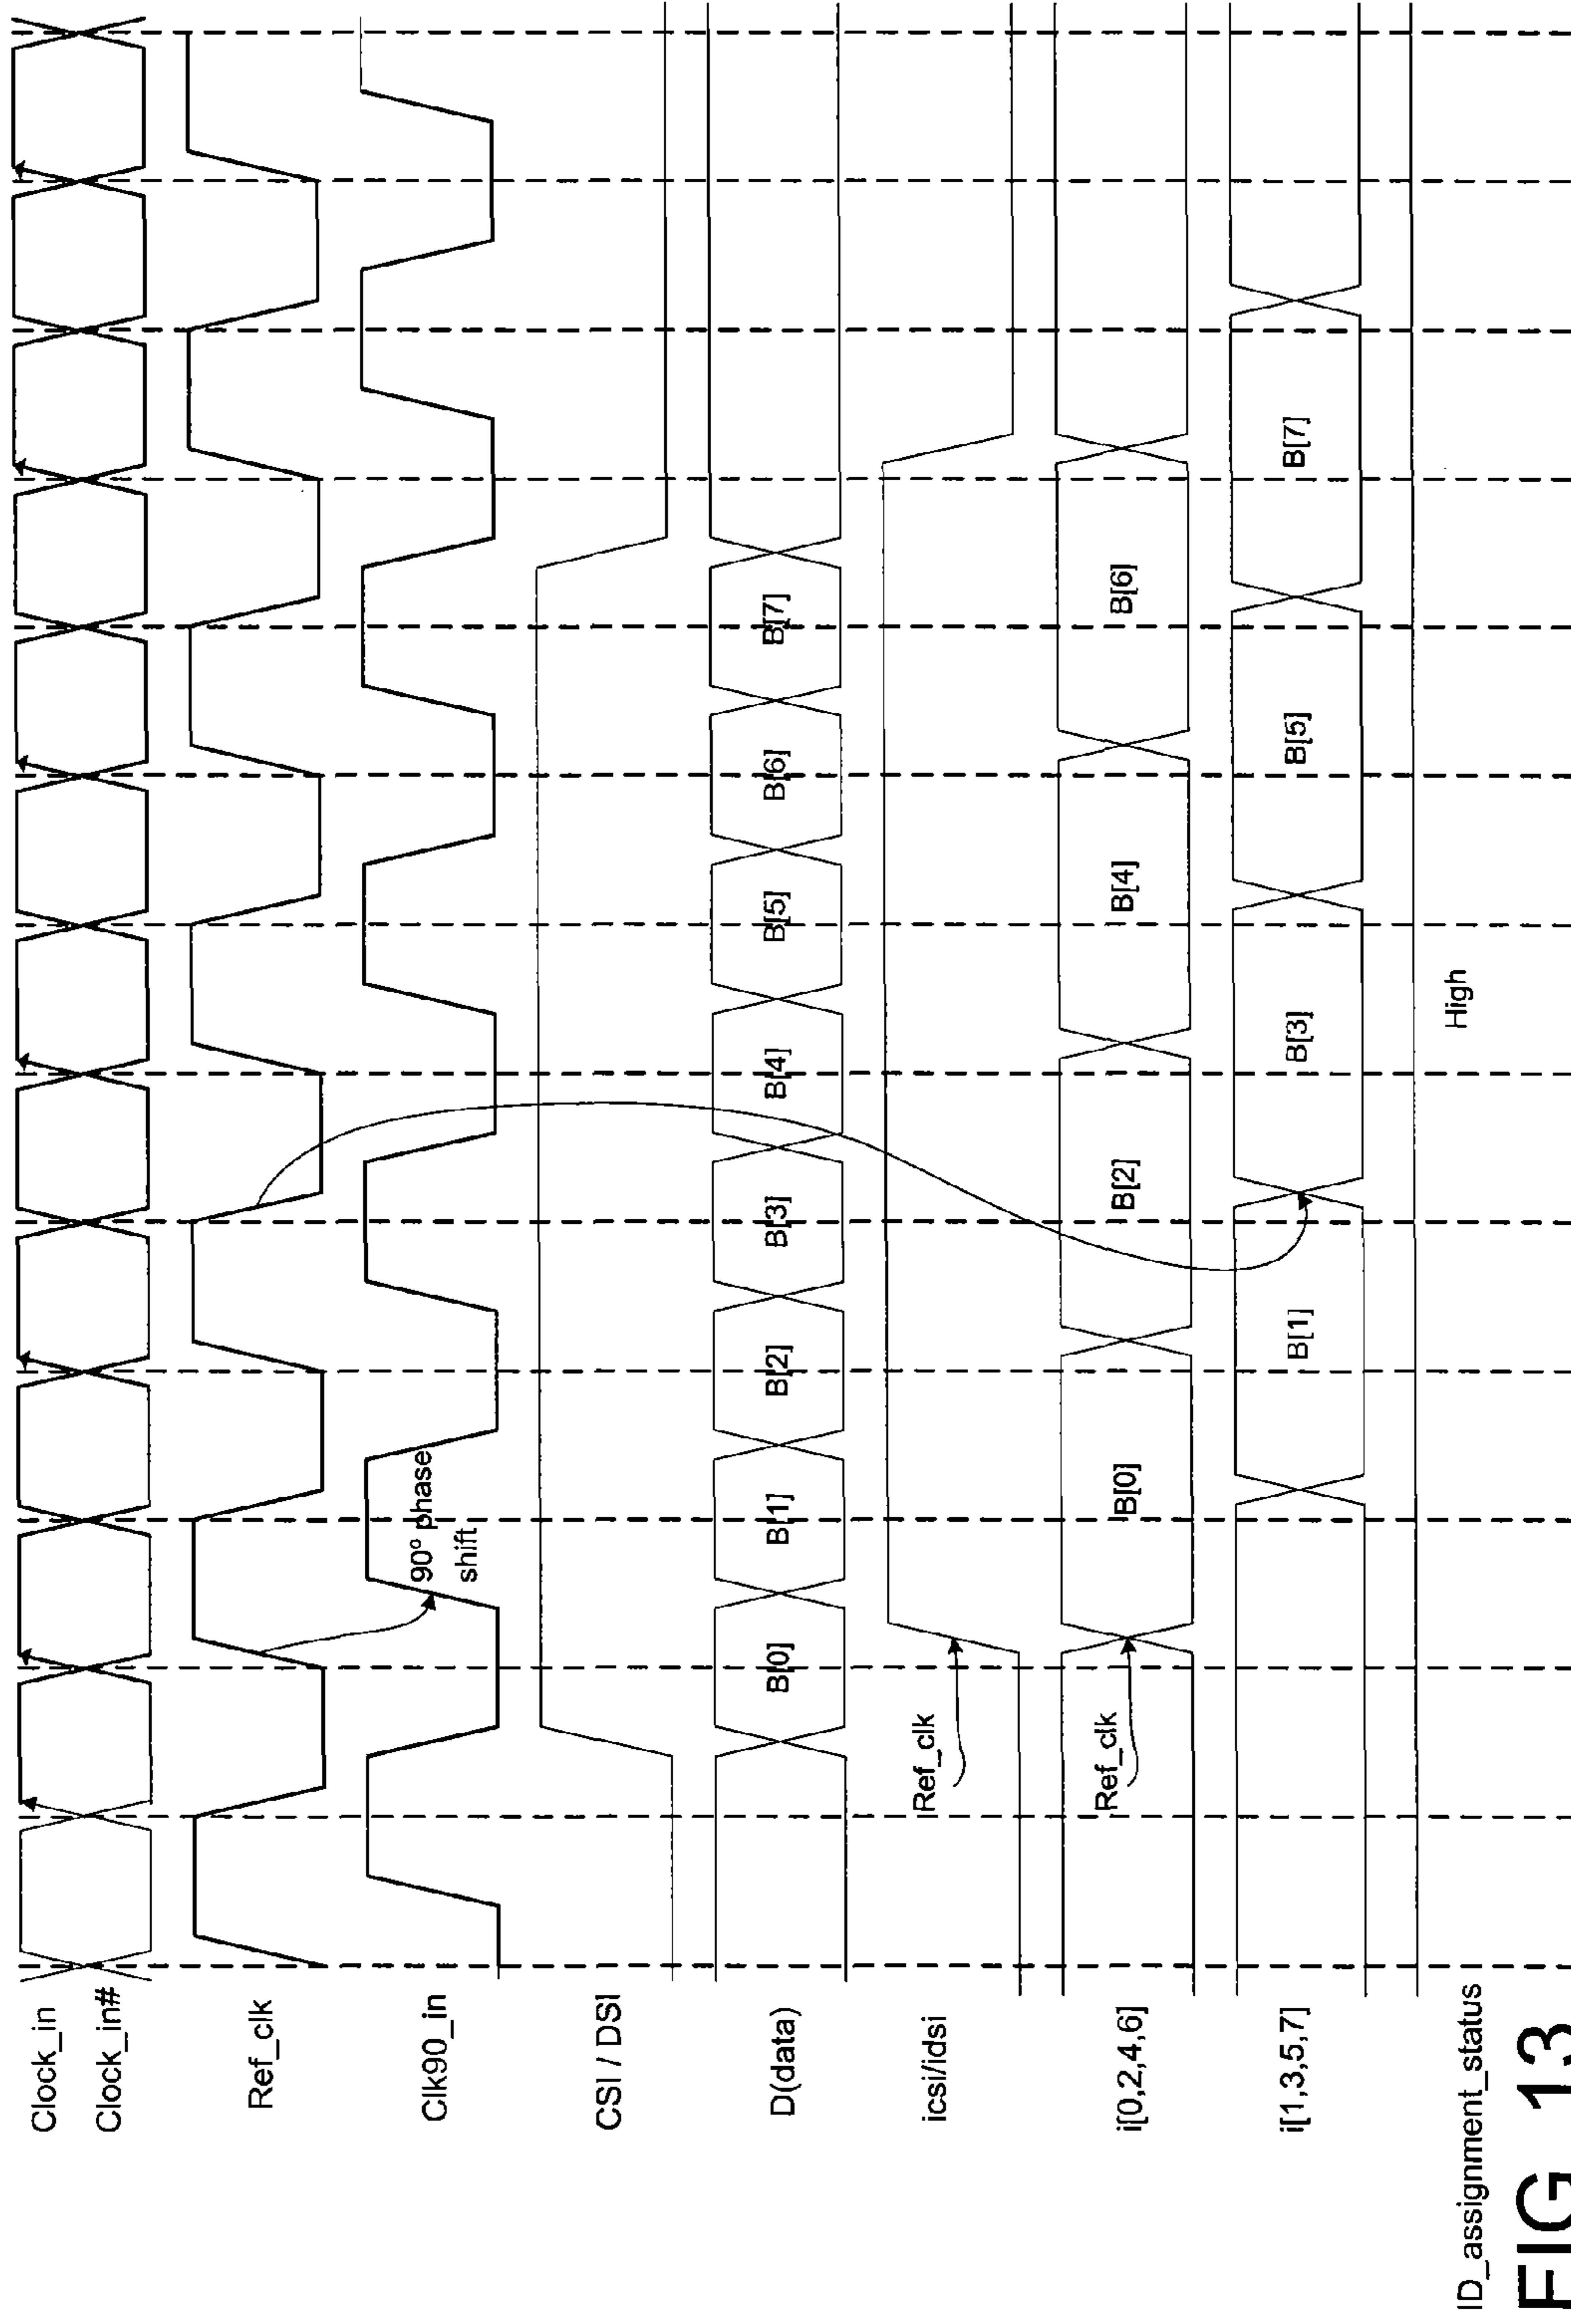 Clock_in
Clock_in#
Ref_clk
90º phase
shift
Clk90_in
CSI / DSI
D(data)
B[0] B[1] B[2] B[3] B[4] B[5] B[6] B[7]
icsi/idsi
Ref_clk
i[0,2,4,6]
Ref_clk
B[0] B[2] B[4] B[6]
i[1,3,5,7]
B[1] B[3] B[5] B[7]
ID_assignment_status
High
FIG 13